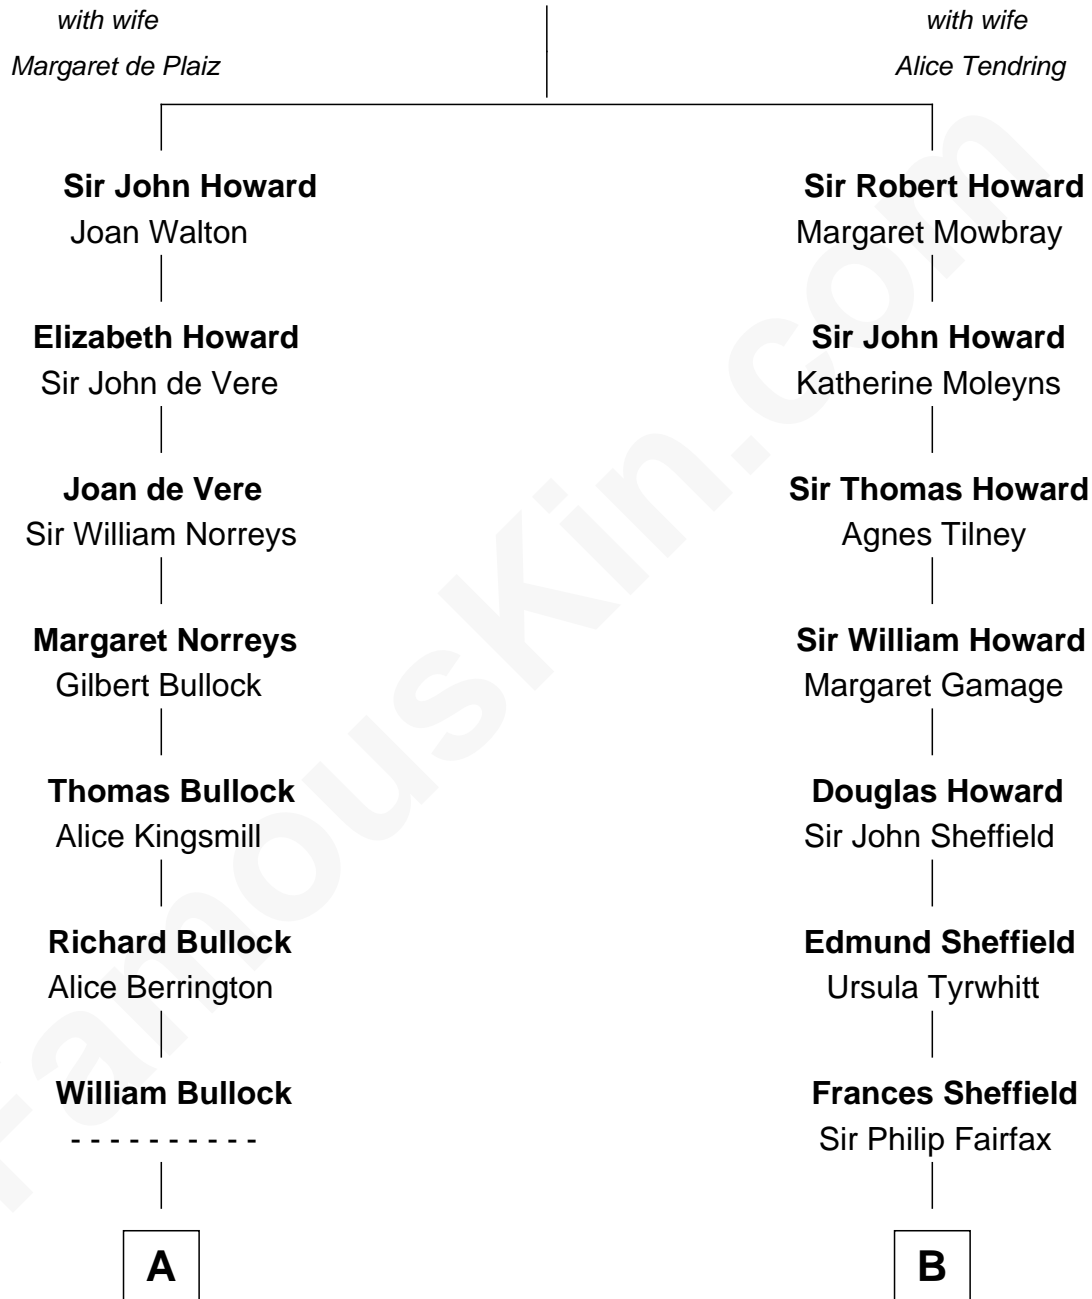 with wife
Margaret de Plaiz
with wife
Alice Tendring
Sir John Howard
Joan Walton
Elizabeth Howard
Sir John de Vere
Joan de Vere
Sir William Norreys
Margaret Norreys
Gilbert Bullock
Thomas Bullock
Alice Kingsmill
Richard Bullock
Alice Berrington
William Bullock
- - - - - - - - - -
A
Sir Robert Howard
Margaret Mowbray
Sir John Howard
Katherine Moleyns
Sir Thomas Howard
Agnes Tilney
Sir William Howard
Margaret Gamage
Douglas Howard
Sir John Sheffield
Edmund Sheffield
Ursula Tyrwhitt
Frances Sheffield
Sir Philip Fairfax
B
FamousKin.com